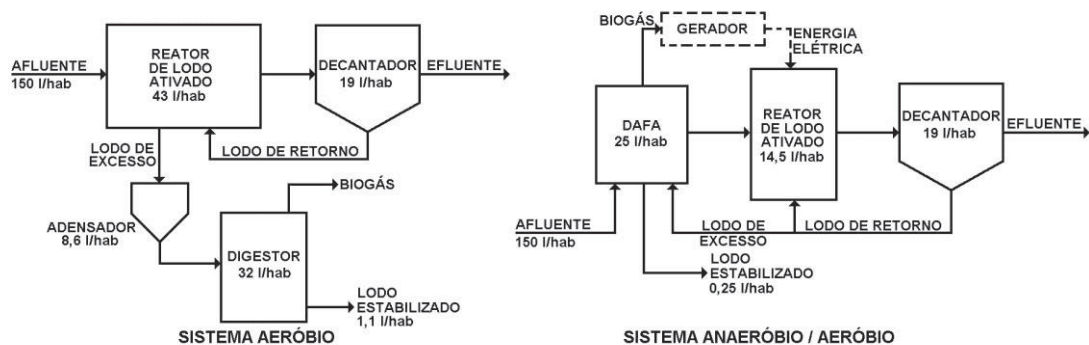 AFLUENTE
150 l/hab
REATOR
DE LODO
ATIVADO
43 l/hab
DECANTADOR
19 l/hab
EFLUENTE
LODO DE
EXCESSO
LODO DE RETORNO
ADENSADOR
8,6 l/hab
BIOGÁS
DIGESTOR
32 l/hab
LODO
ESTABILIZADO
1,1 l/hab
SISTEMA AERÓBIO
BIOGÁS
GERADOR
ENERGIA
ELÉTRICA
DAFA
25 l/hab
REATOR
DE LODO
ATIVADO
14,5 l/hab
DECANTADOR
19 l/hab
EFLUENTE
AFLUENTE
150 l/hab
LODO DE
EXCESSO
LODO DE RETORNO
LODO
ESTABILIZADO
0,25 l/hab
SISTEMA ANAERÓBIO / AERÓBIO